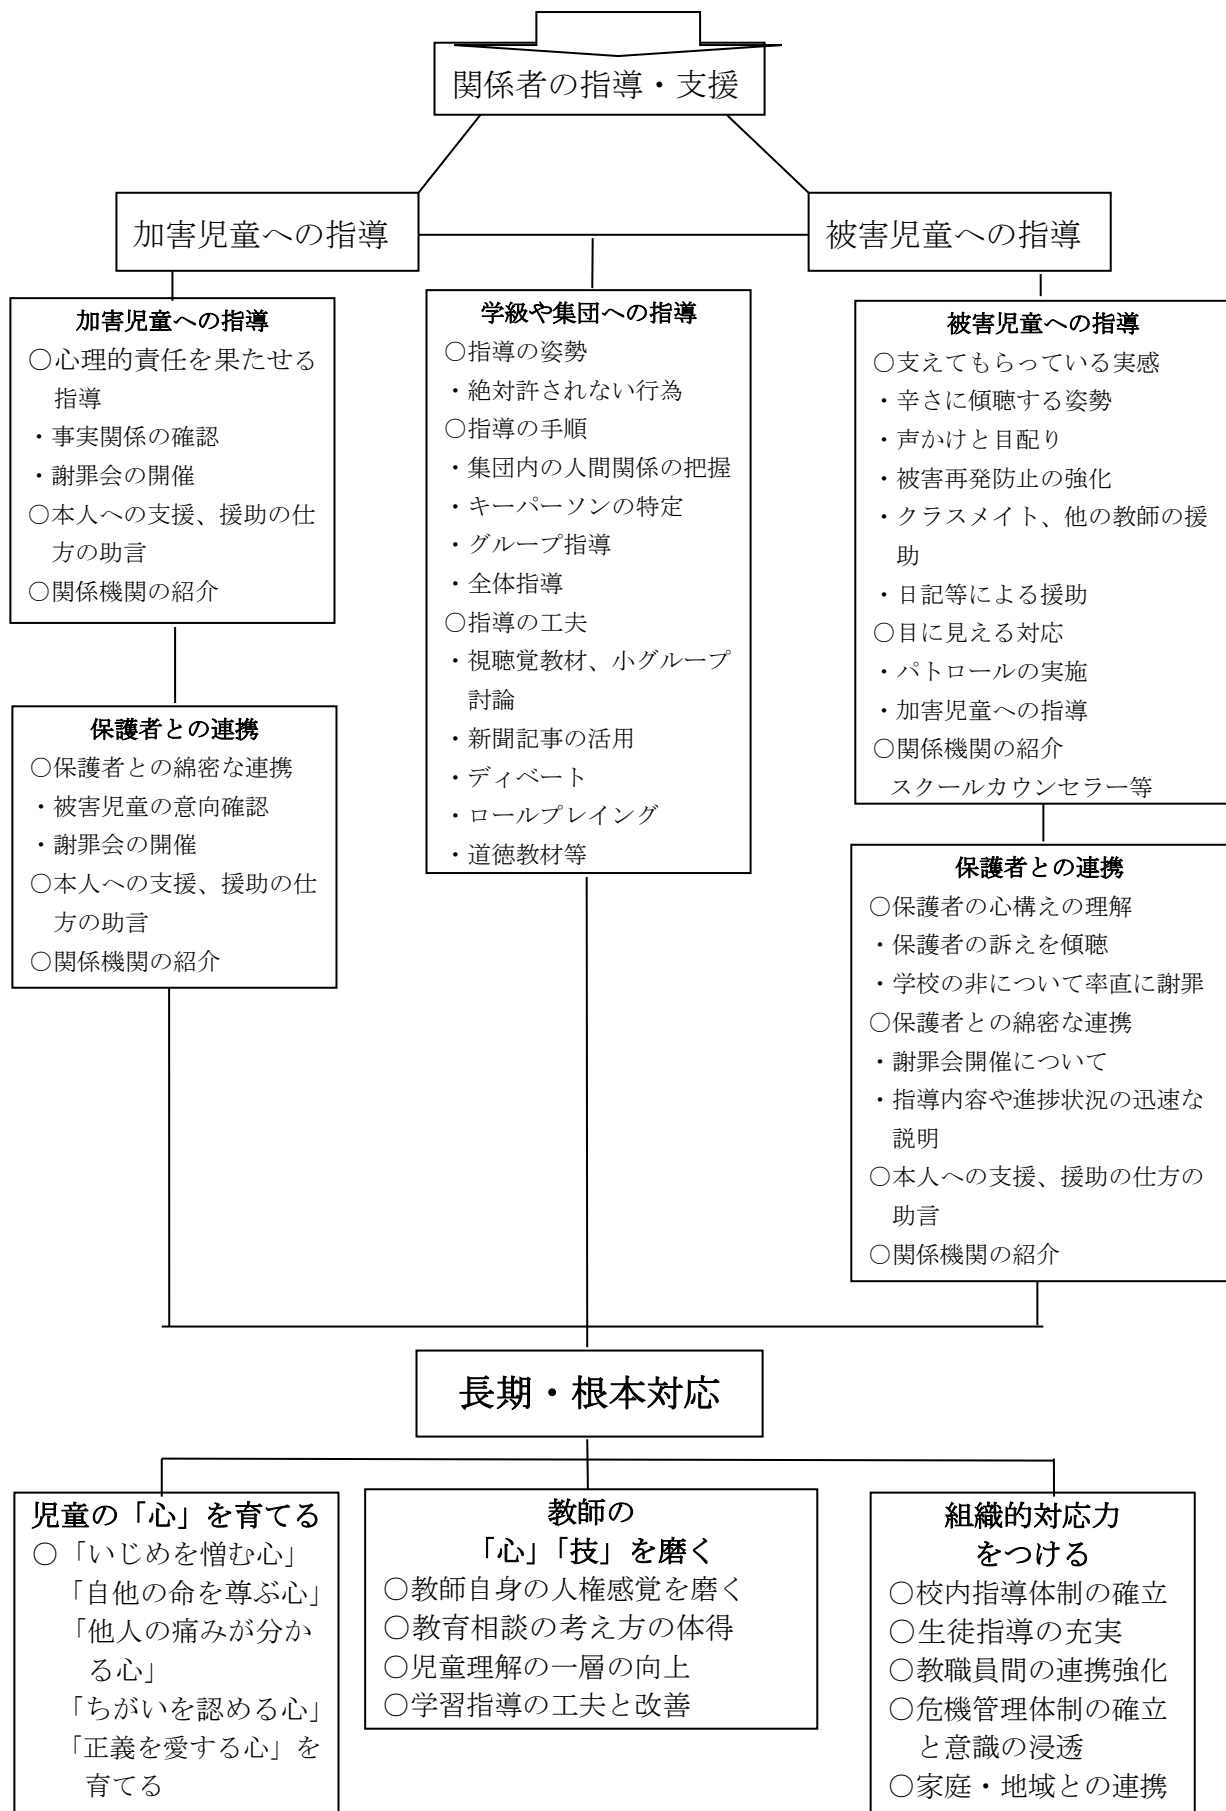 関係者の指導・支援
加害児童への指導
被害児童への指導
加害児童への指導
○心理的責任を果たせる
指導
・事実関係の確認
・謝罪会の開催
○本人への支援、援助の仕
方の助言
○関係機関の紹介
保護者との連携
○保護者との綿密な連携
・被害児童の意向確認
・謝罪会の開催
○本人への支援、援助の仕
方の助言
○関係機関の紹介
学級や集団への指導
○指導の姿勢
・絶対許されない行為
○指導の手順
・集団内の人間関係の把握
・キーパーソンの特定
・グループ指導
・全体指導
○指導の工夫
・視聴覚教材、小グループ
討論
・新聞記事の活用
・ディベート
・ロールプレイング
・道徳教材等
被害児童への指導
○支えてもらっている実感
・辛さに傾聴する姿勢
・声かけと目配り
・被害再発防止の強化
・クラスメイト、他の教師の援
助
・日記等による援助
○目に見える対応
・パトロールの実施
・加害児童への指導
○関係機関の紹介
スクールカウンセラー等
保護者との連携
○保護者の心構えの理解
・保護者の訴えを傾聴
・学校の非について率直に謝罪
○保護者との綿密な連携
・謝罪会開催について
・指導内容や進捗状況の迅速な
説明
○本人への支援、援助の仕方の
助言
○関係機関の紹介
長期・根本対応
児童の「心」を育てる
○「いじめを憎む心」
「自他の命を尊ぶ心」
「他人の痛みが分か
る心」
「ちがいを認める心」
「正義を愛する心」を
育てる
教師の
「心」「技」を磨く
○教師自身の人権感覚を磨く
○教育相談の考え方の体得
○児童理解の一層の向上
○学習指導の工夫と改善
組織的対応力
をつける
○校内指導体制の確立
○生徒指導の充実
○教職員間の連携強化
○危機管理体制の確立
と意識の浸透
○家庭・地域との連携